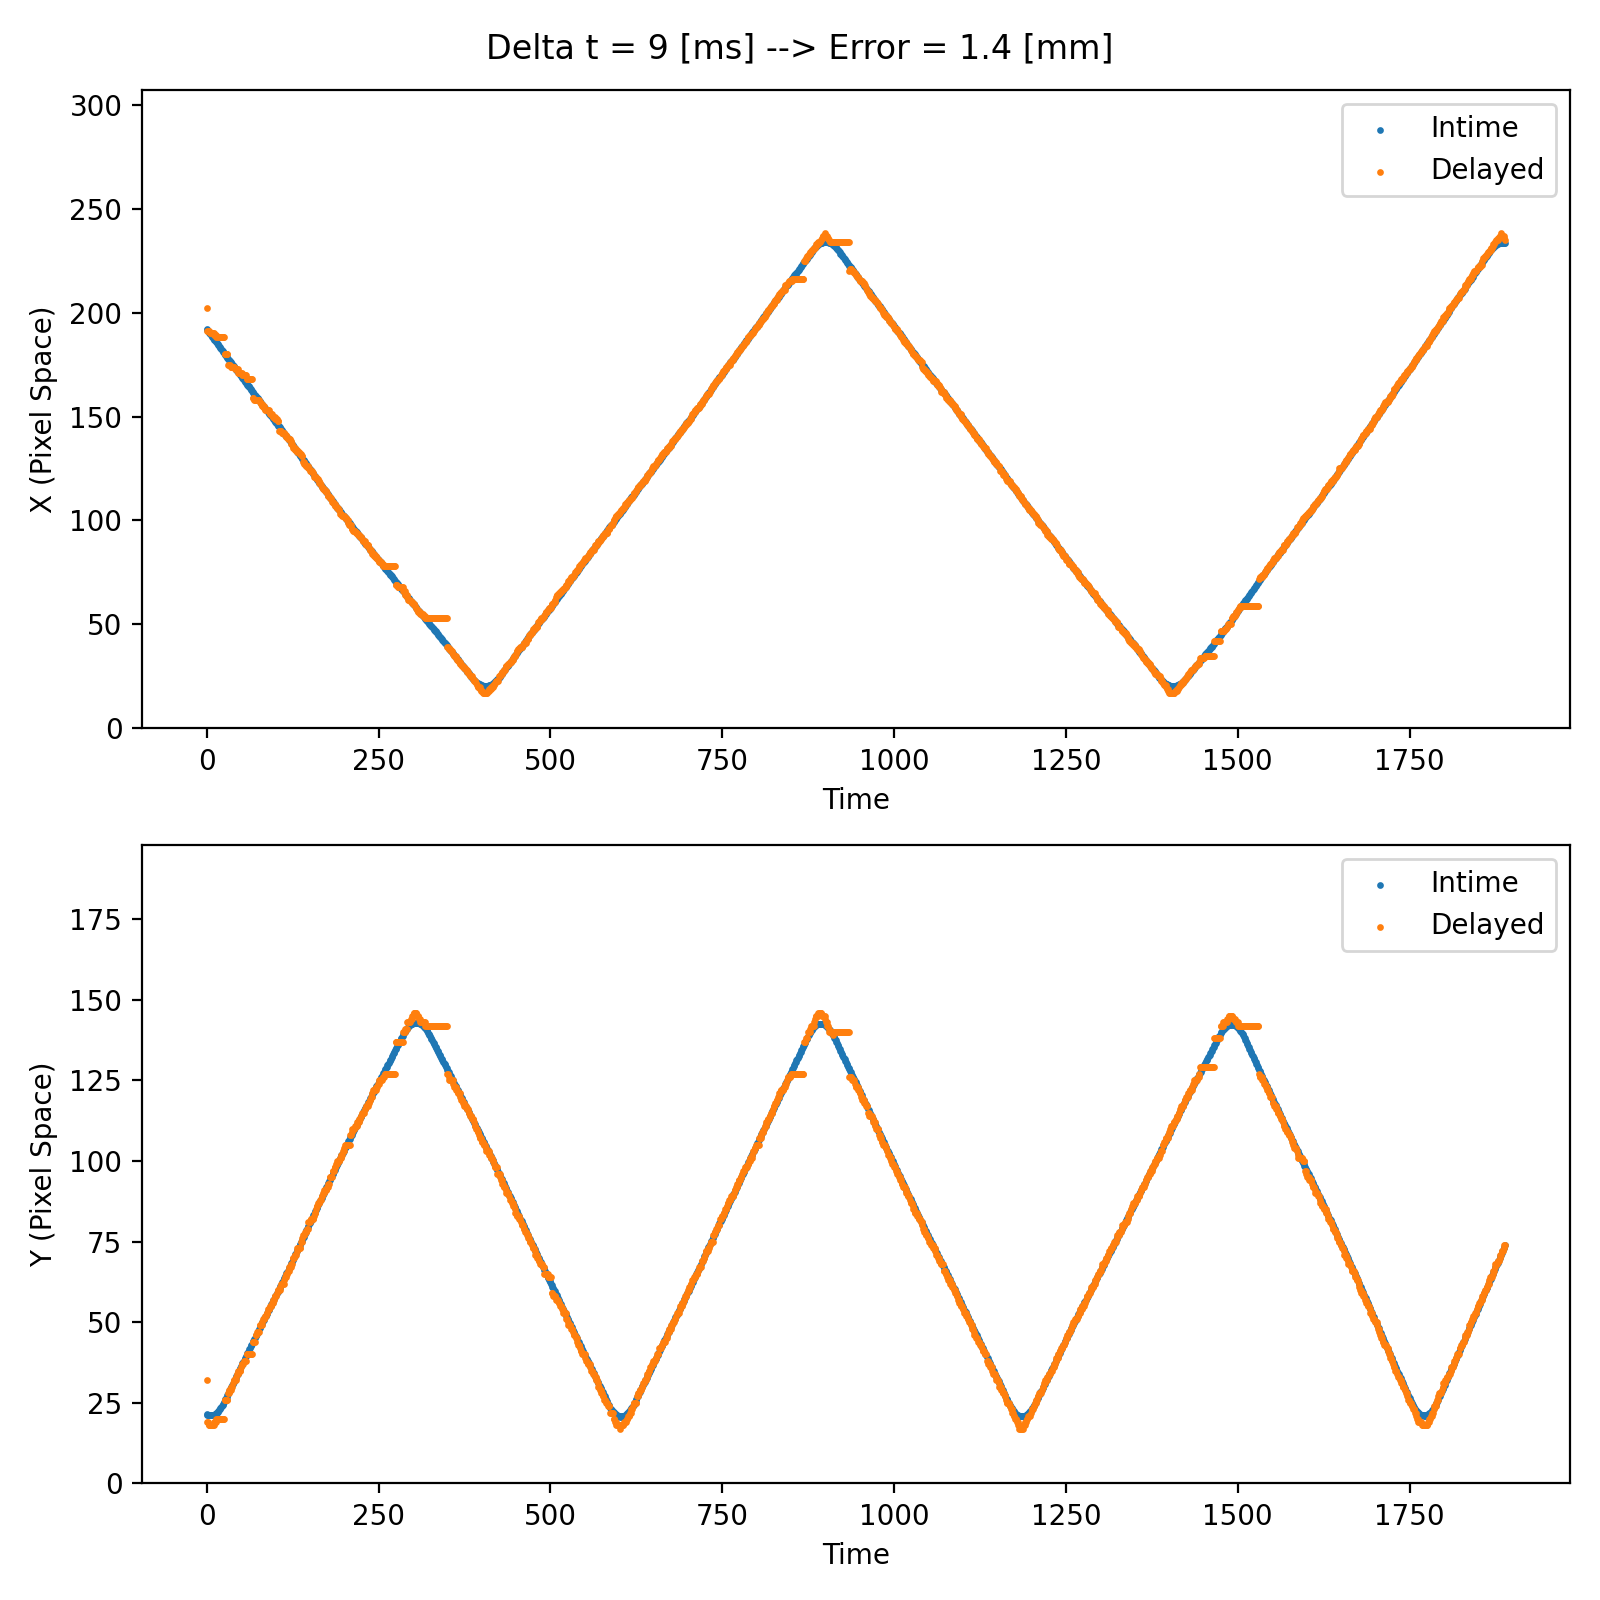 Delta t = 9 [ms] --> Error = 1.4 [mm]
300
250
200
150
100
50
0
X (Pixel Space)
Intime
Delayed
0 250 500 750 1000 1250 1500 1750
Time
175
150
125
100
75
50
25
0
Y (Pixel Space)
Intime
Delayed
0 250 500 750 1000 1250 1500 1750
Time